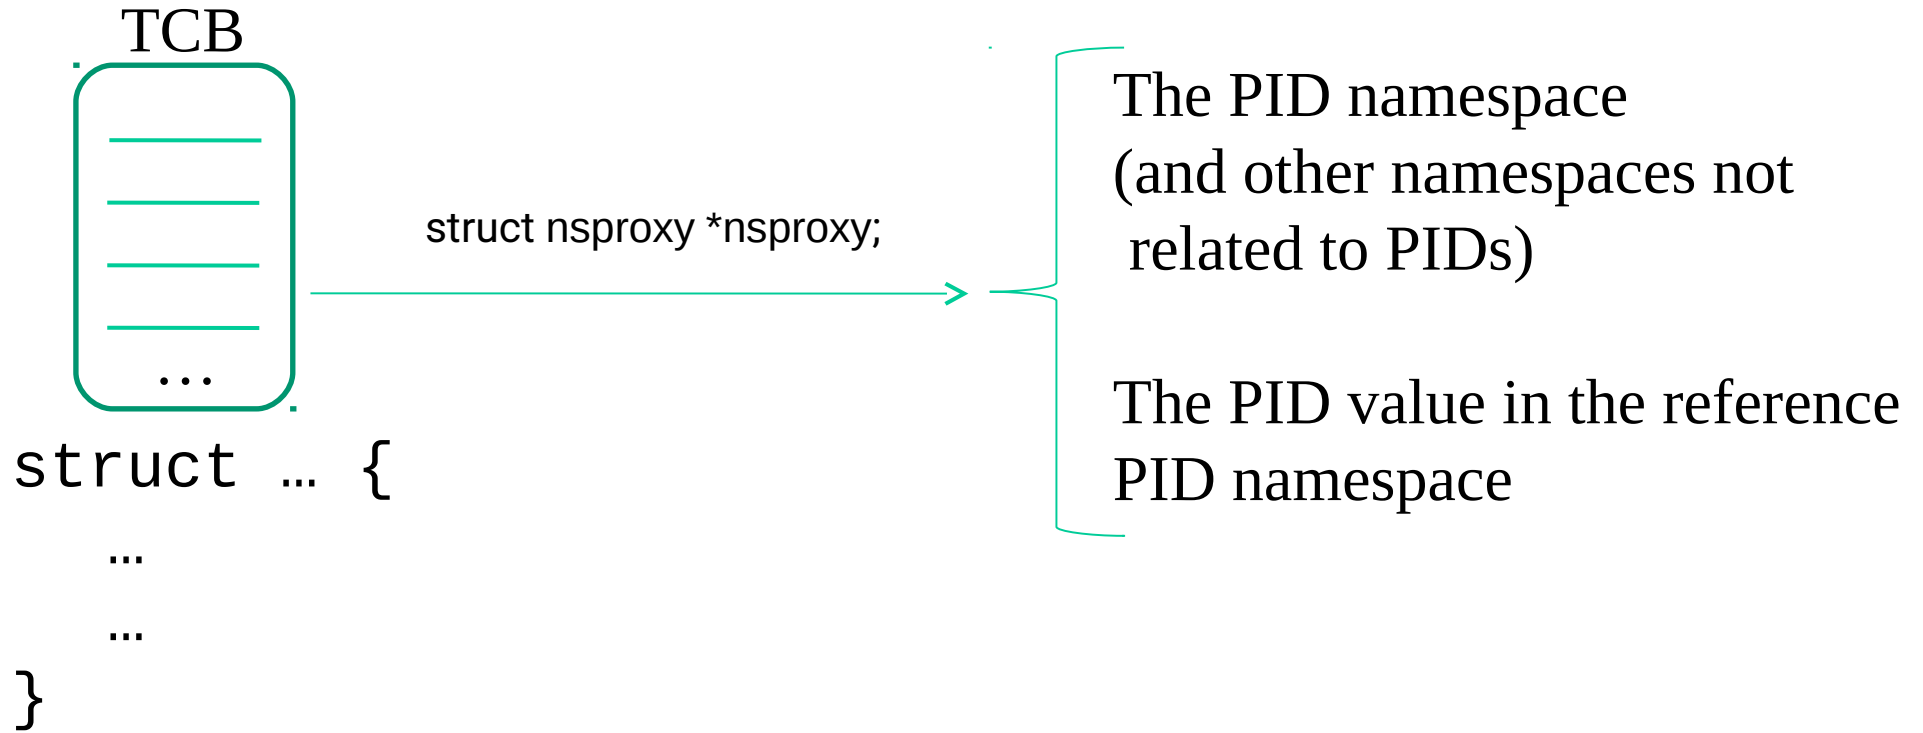 TCB
…
struct nsproxy *nsproxy;
The PID namespace
(and other namespaces not
related to PIDs)
The PID value in the reference
PID namespace
struct … {
…
…
}